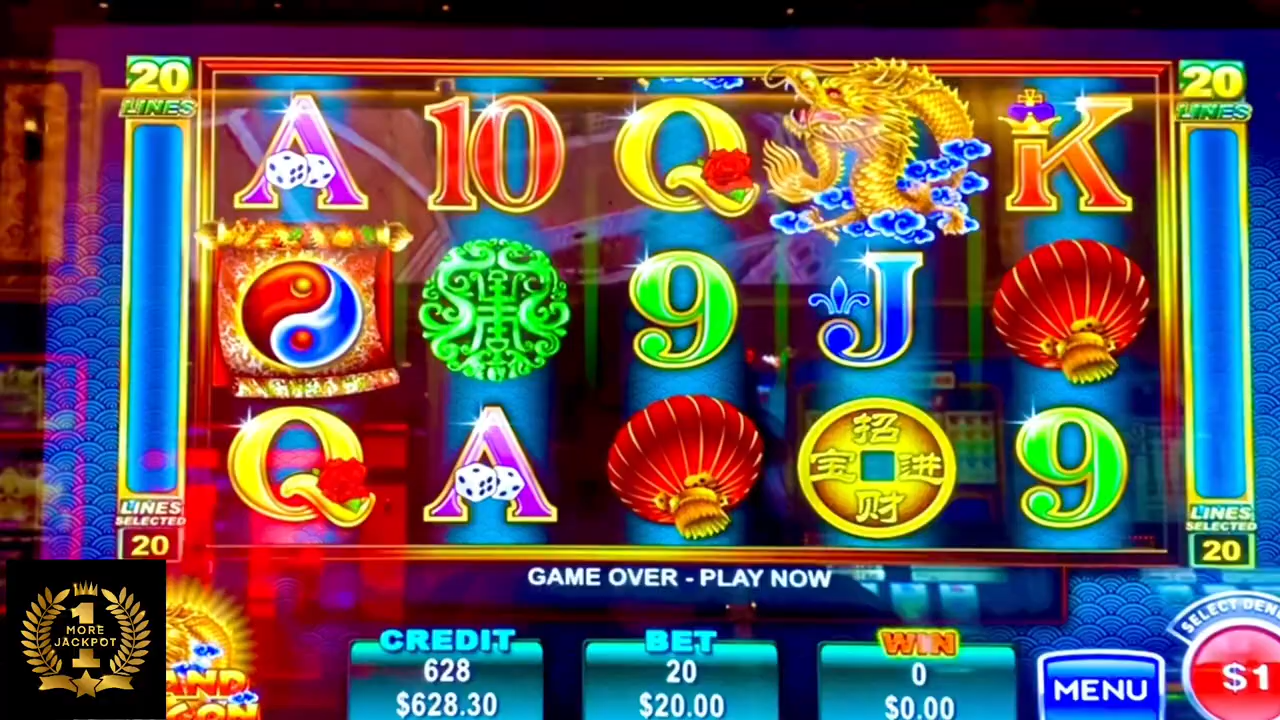 20
LINES
20
LINES
A
10
Q
K
9
J
Q
A
招
宝 进
财
9
LINES
SELECTED
20
LINES
SELECTED
20
GAME OVER - PLAY NOW
1
MORE
JACKPOT
CREDIT
628
$628.30
BET
20
$20.00
WIN
0
$0.00
MENU
SELECT
$1